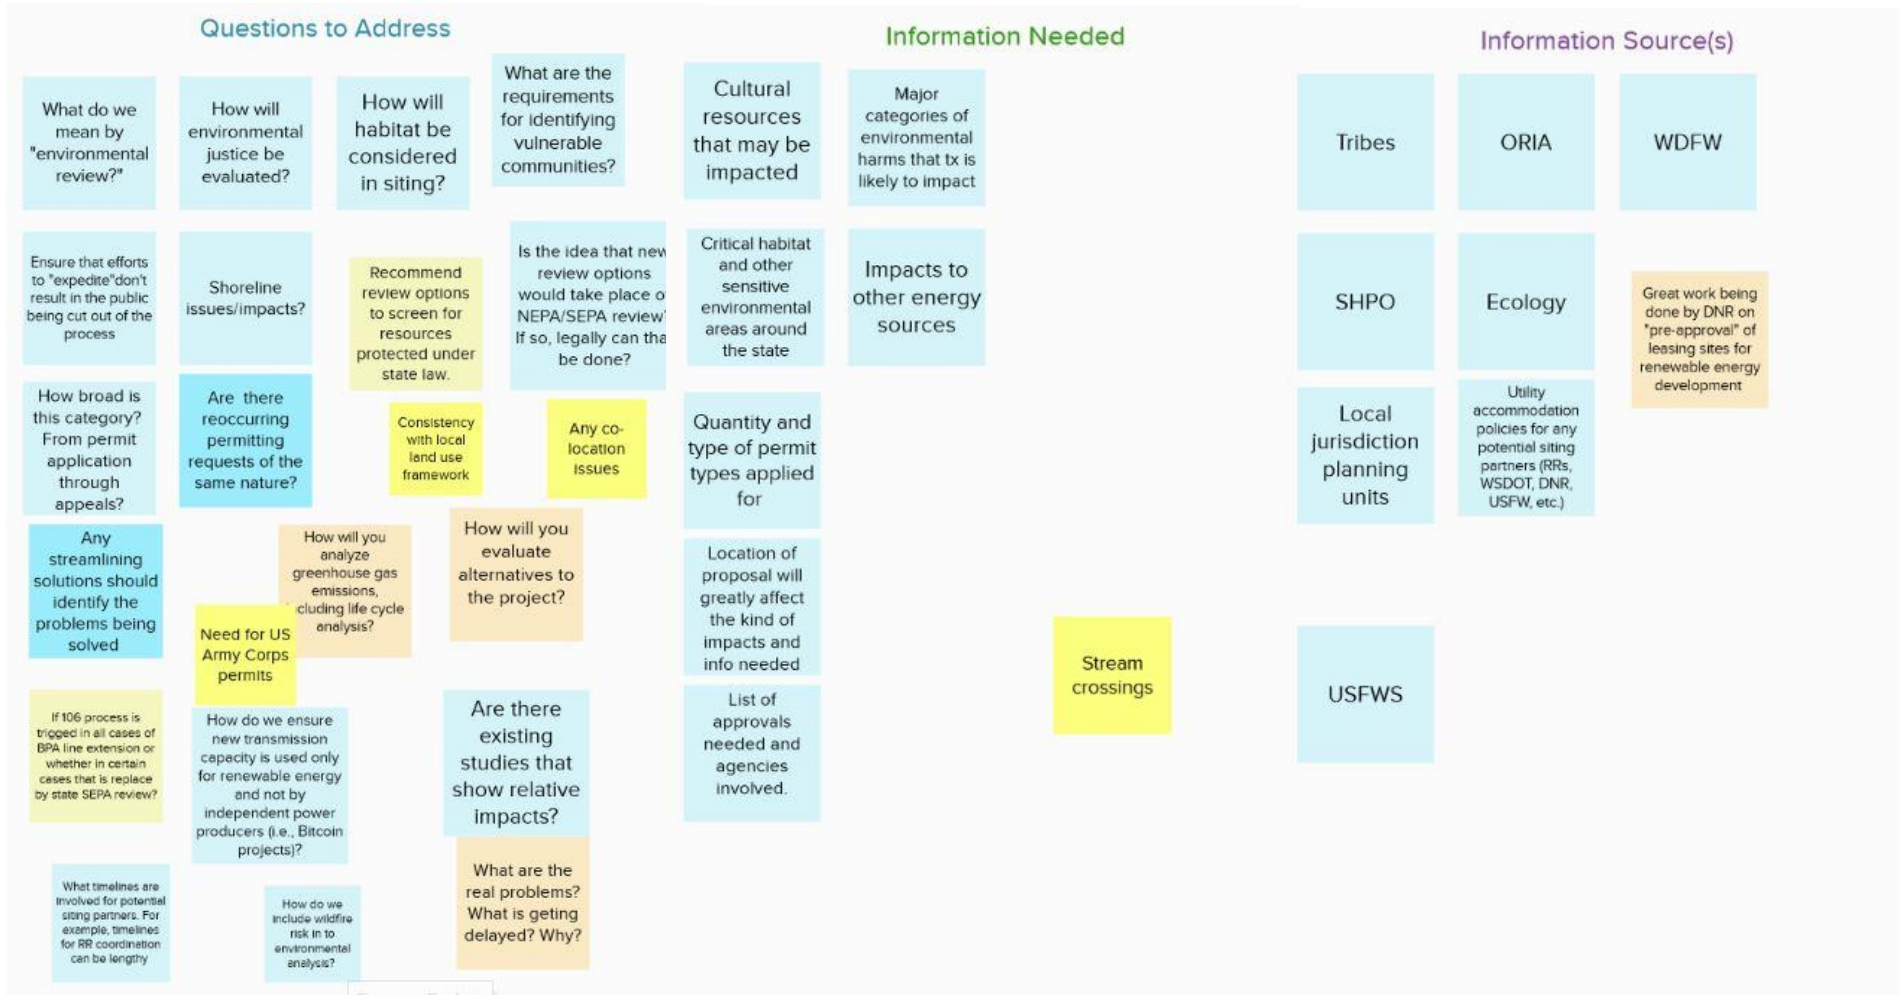 Questions to Address
Information Needed
Information Source(s)
What do we
mean by
"environmental
review?"
How will
environmental
justice be
evaluated?
How will
habitat be
considered
in siting?
What are the
requirements
for identifying
vulnerable
communities?
Ensure that efforts
to "expedite"don't
result in the public
being cut out of the
process
Shoreline
issues/impacts?
Recommend
review options
to screen for
resources
protected under
state law.
Is the idea that new
review options
would take place o
NEPA/SEPA review?
If so, legally can tha
be done?
How broad is
this category?
From permit
application
through
appeals?
Are there
reoccurring
permitting
requests of the
same nature?
Consistency
with local
land use
framework
Any co-
location
issues
Any
streamlining
solutions should
identify the
problems being
solved
Need for US
Army Corps
permits
How will you
analyze
greenhouse gas
emissions,
cluding life cycle
analysis?
How will you
evaluate
alternatives to
the project?
If 106 process is
trigged in all cases of
BPA line extension or
whether in certain
cases that is replace
by state SEPA review?
How do we ensure
new transmission
capacity is used only
for renewable energy
and not by
independent power
producers (i.e., Bitcoin
projects)?
Are there
existing
studies that
show relative
impacts?
What timelines are
involved for potential
siting partners. For
example, timelines
for RR coordination
can be lengthy
How do we
include wildfire
risk in to
environmental
analysis?
What are the
real problems?
What is geting
delayed? Why?
Cultural
resources
that may be
impacted
Major
categories of
environmental
harms that tx is
likely to impact
Critical habitat
and other
sensitive
environmental
areas around
the state
Impacts to
other energy
sources
Quantity and
type of permit
types applied
for
Location of
proposal will
greatly affect
the kind of
impacts and
info needed
List of
approvals
needed and
agencies
involved.
Stream
crossings
Tribes
ORIA
WDFW
SHPO
Ecology
Great work being
done by DNR on
"pre-approval" of
leasing sites for
renewable energy
development
Local
jurisdiction
planning
units
Utility
accommodation
policies for any
potential siting
partners (RRs,
WSDOT, DNR,
USFW, etc.)
USFWS